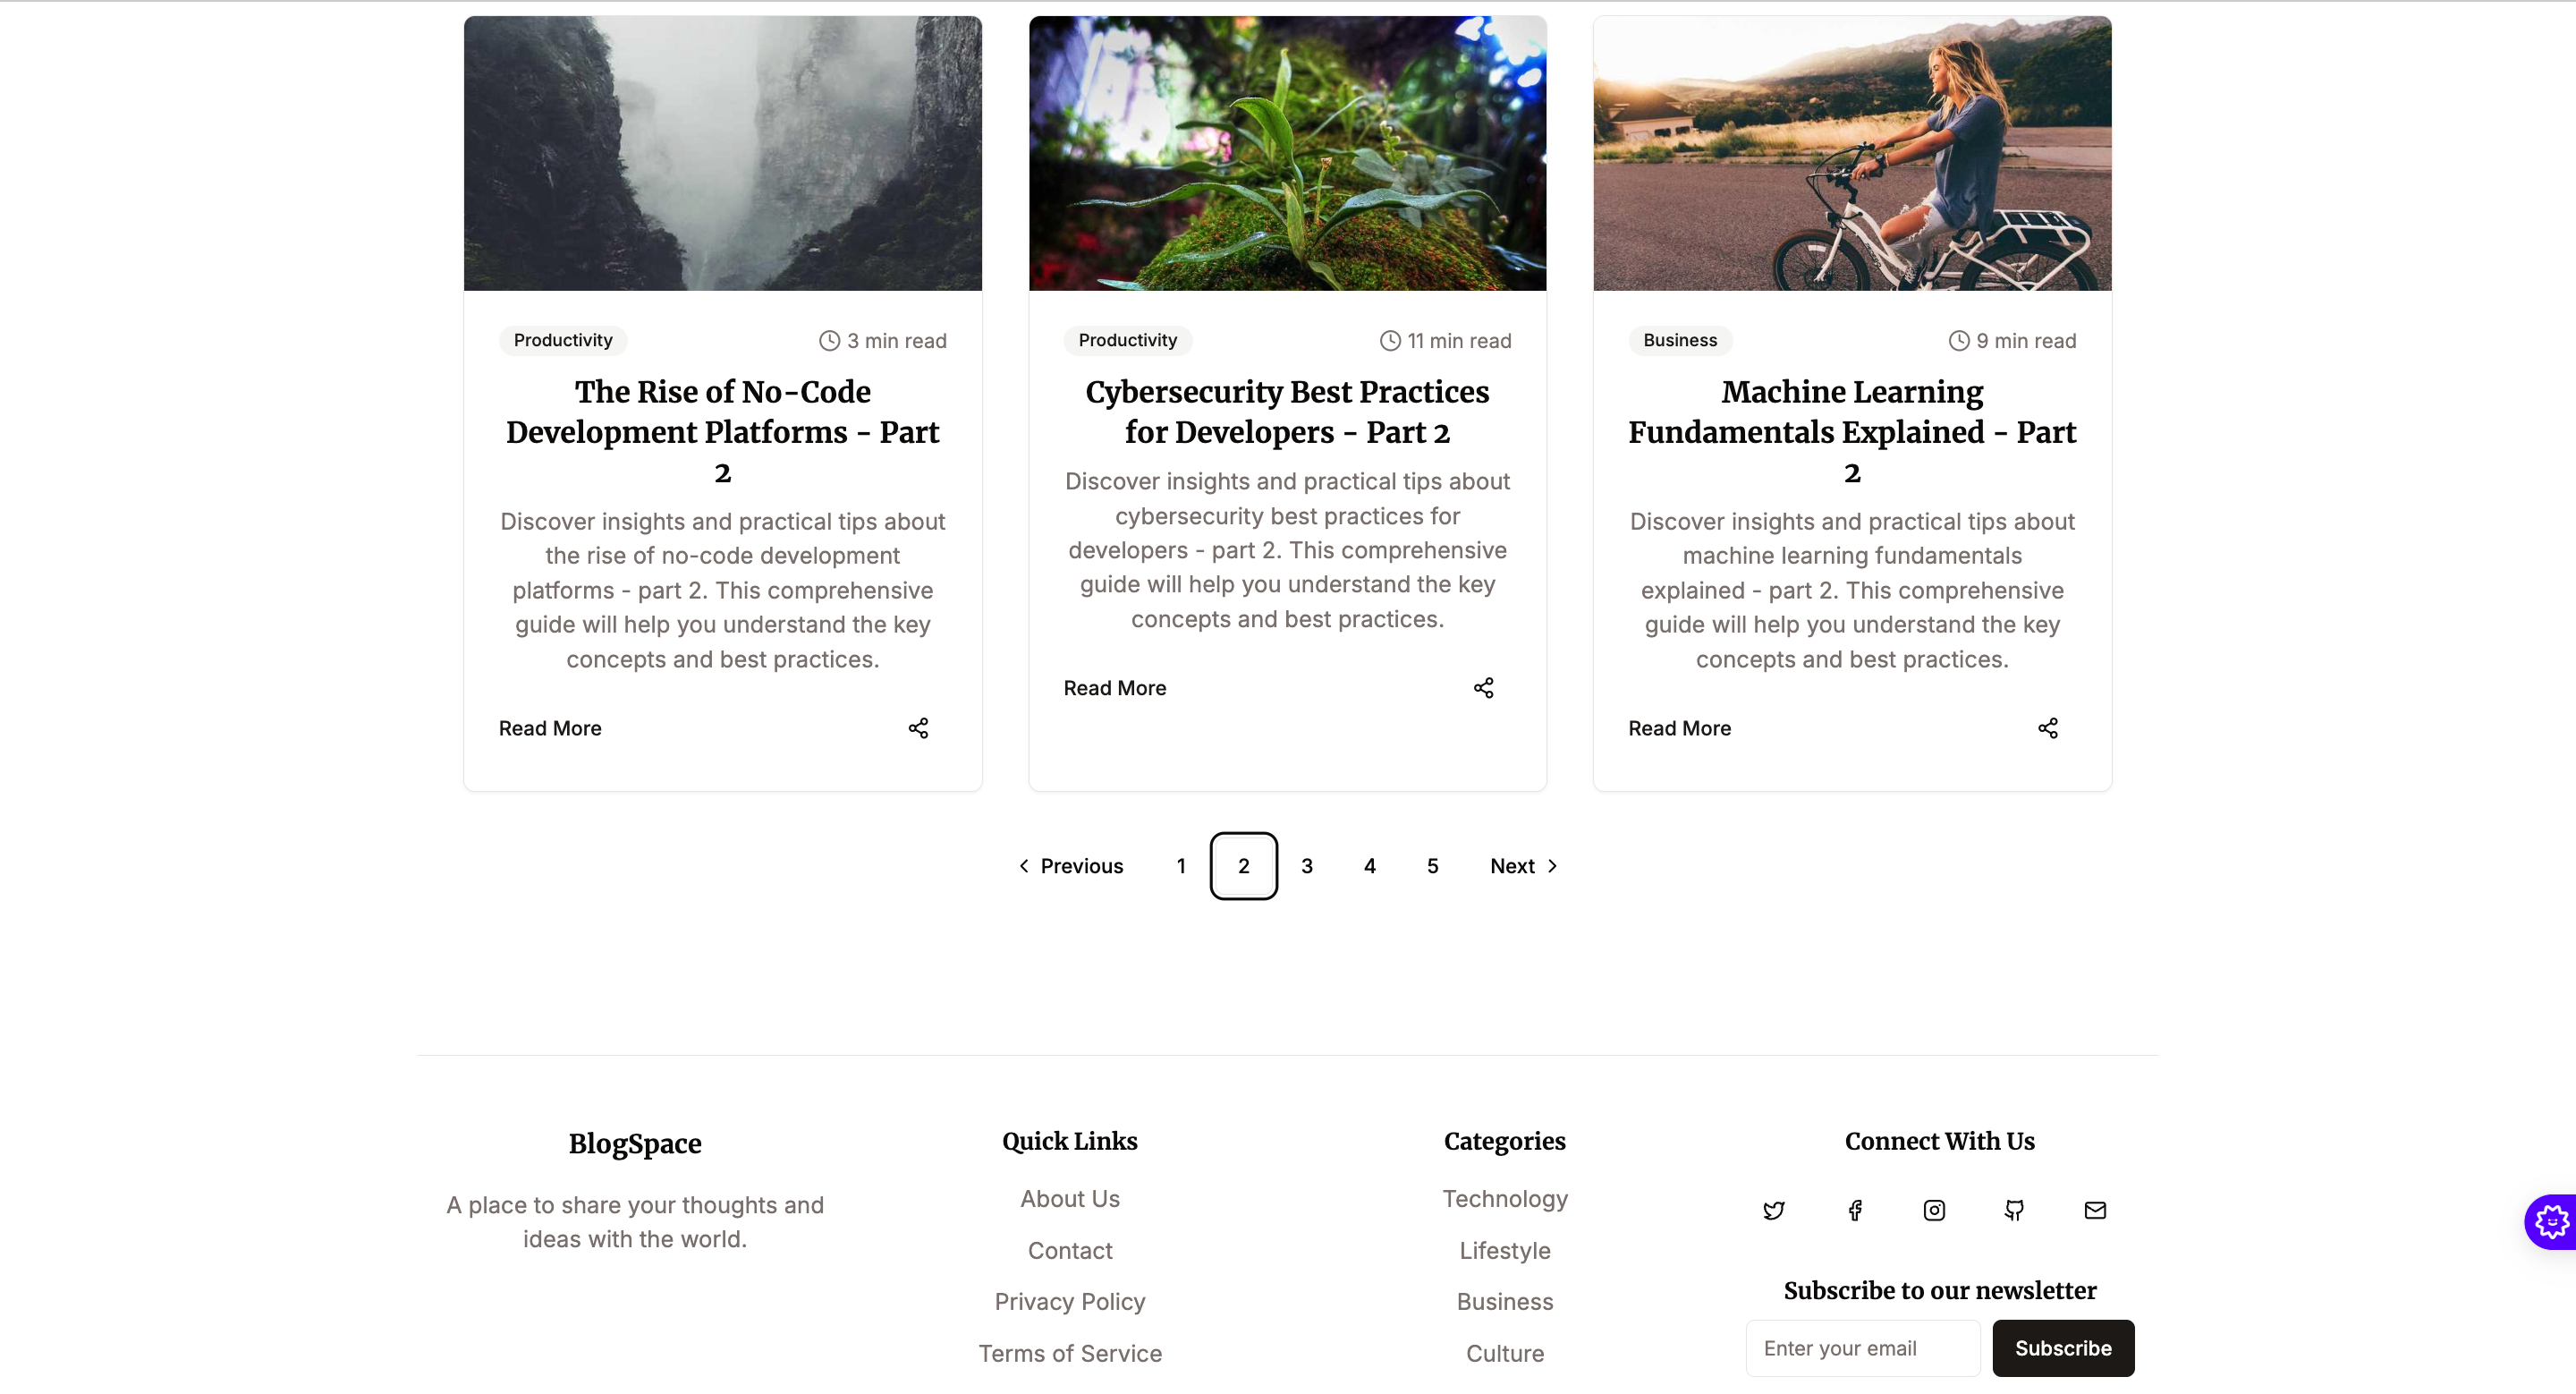 Productivity
3 min read
The Rise of No-Code
Development Platforms - Part
2
Discover insights and practical tips about
the rise of no-code development
platforms - part 2. This comprehensive
guide will help you understand the key
concepts and best practices.
Read More
Productivity
11 min read
Cybersecurity Best Practices
for Developers - Part 2
Discover insights and practical tips about
cybersecurity best practices for
developers - part 2. This comprehensive
guide will help you understand the key
concepts and best practices.
Read More
Business
9 min read
Machine Learning
Fundamentals Explained - Part
2
Discover insights and practical tips about
machine learning fundamentals
explained - part 2. This comprehensive
guide will help you understand the key
concepts and best practices.
Read More
Previous 1 2 3 4 5 Next
BlogSpace
A place to share your thoughts and
ideas with the world.
Quick Links
About Us
Contact
Privacy Policy
Terms of Service
Categories
Technology
Lifestyle
Business
Culture
Connect With Us
Subscribe to our newsletter
Enter your email
Subscribe